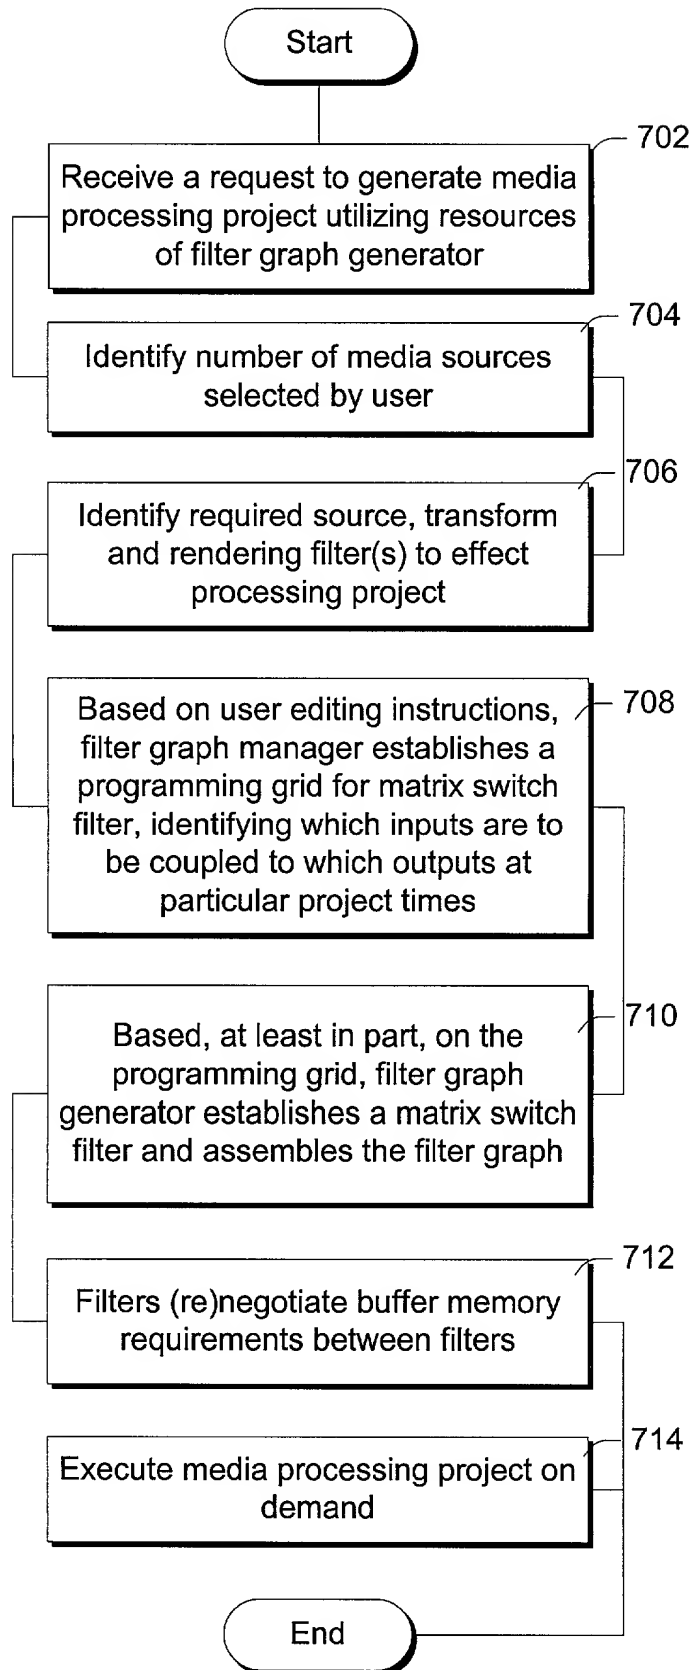 Start
702
Receive a request to generate media
processing project utilizing resources
of filter graph generator
704
Identify number of media sources
selected by user
706
Identify required source, transform
and rendering filter(s) to effect
processing project
708
Based on user editing instructions,
filter graph manager establishes a
programming grid for matrix switch
filter, identifying which inputs are to
be coupled to which outputs at
particular project times
710
Based, at least in part, on the
programming grid, filter graph
generator establishes a matrix switch
filter and assembles the filter graph
712
Filters (re)negotiate buffer memory
requirements between filters
714
Execute media processing project on
demand
End